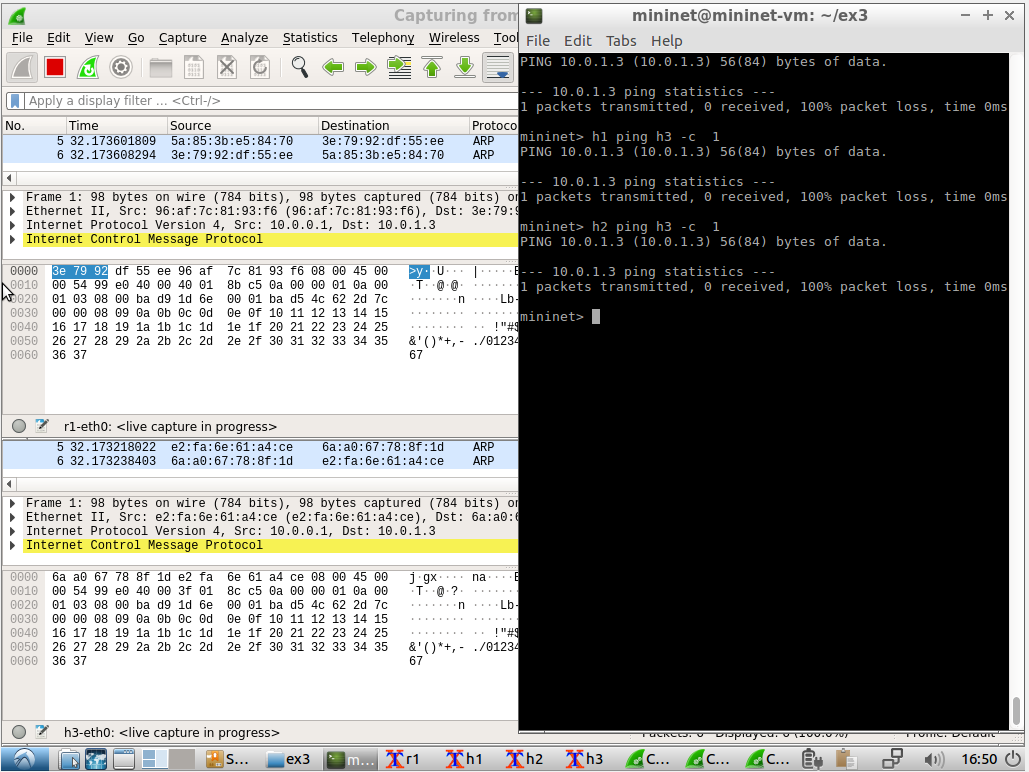 Capturing from
File Edit View Go Capture Analyze Statistics Telephony Wireless Tool
Apply a display filter … <Ctrl-/>
No. Time Source Destination Protoco
5 32.173601809 5a:85:3b:e5:84:70 3e:79:92:df:55:ee ARP
6 32.173608294 3e:79:92:df:55:ee 5a:85:3b:e5:84:70 ARP
Frame 1: 98 bytes on wire (784 bits), 98 bytes captured (784 bits) on
Ethernet II, Src: 96:af:7c:81:93:f6 (96:af:7c:81:93:f6), Dst: 3e:79:9
Internet Protocol Version 4, Src: 10.0.0.1, Dst: 10.0.1.3
Internet Control Message Protocol
0000 3e 79 92 df 55 ee 96 af 7c 81 93 f6 08 00 45 00 >y··U··· |·····E
0010 00 54 99 e0 40 00 40 01 8b c5 0a 00 00 01 0a 00 ·T··@·@·
0020 01 03 08 00 ba d9 1d 6e 00 01 ba d5 4c 62 2d 7c ·······n ····Lb-
0030 00 00 08 09 0a 0b 0c 0d 0e 0f 10 11 12 13 14 15 ········ ·······
0040 16 17 18 19 1a 1b 1c 1d 1e 1f 20 21 22 23 24 25 ········ ·· !"#$
0050 26 27 28 29 2a 2b 2c 2d 2e 2f 30 31 32 33 34 35 &'()*+,- ./01234
0060 36 37 67
r1-eth0: <live capture in progress>
5 32.173218022 e2:fa:6e:61:a4:ce 6a:a0:67:78:8f:1d ARP
6 32.173238403 6a:a0:67:78:8f:1d e2:fa:6e:61:a4:ce ARP
Frame 1: 98 bytes on wire (784 bits), 98 bytes captured (784 bits) on
Ethernet II, Src: e2:fa:6e:61:a4:ce (e2:fa:6e:61:a4:ce), Dst: 6a:a0:6
Internet Protocol Version 4, Src: 10.0.0.1, Dst: 10.0.1.3
Internet Control Message Protocol
0000 6a a0 67 78 8f 1d e2 fa 6e 61 a4 ce 08 00 45 00 j·gx···· na····E
0010 00 54 99 e0 40 00 3f 01 8c c5 0a 00 00 01 0a 00 ·T··@·?·
0020 01 03 08 00 ba d9 1d 6e 00 01 ba d5 4c 62 2d 7c ·······n ····Lb-
0030 00 00 08 09 0a 0b 0c 0d 0e 0f 10 11 12 13 14 15 ········ ·······
0040 16 17 18 19 1a 1b 1c 1d 1e 1f 20 21 22 23 24 25 ········ ·· !"#$
0050 26 27 28 29 2a 2b 2c 2d 2e 2f 30 31 32 33 34 35 &'()*+,- ./01234
0060 36 37 67
h3-eth0: <live capture in progress>
mininet@mininet-vm: ~/ex3
File Edit Tabs Help
PING 10.0.1.3 (10.0.1.3) 56(84) bytes of data.
--- 10.0.1.3 ping statistics ---
1 packets transmitted, 0 received, 100% packet loss, time 0ms
mininet> h1 ping h3 -c  1
PING 10.0.1.3 (10.0.1.3) 56(84) bytes of data.
--- 10.0.1.3 ping statistics ---
1 packets transmitted, 0 received, 100% packet loss, time 0ms
mininet> h2 ping h3 -c  1
PING 10.0.1.3 (10.0.1.3) 56(84) bytes of data.
--- 10.0.1.3 ping statistics ---
1 packets transmitted, 0 received, 100% packet loss, time 0ms
mininet>
S... ex3 m... r1 h1 h2 h3 C... C... C... 16:50